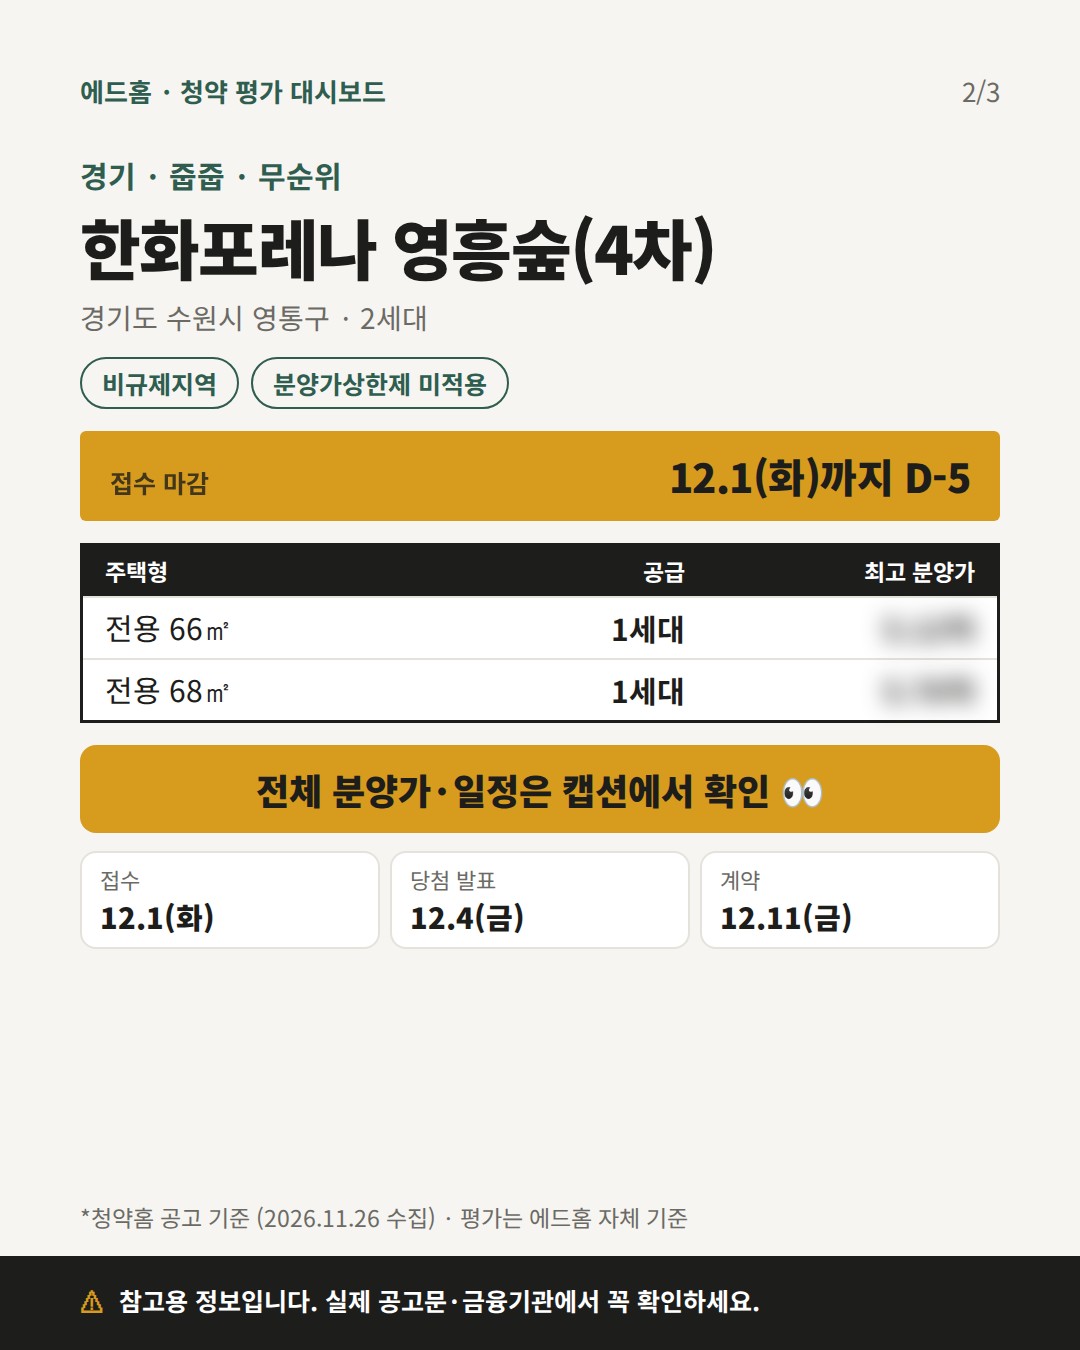 에드홈 · 청약 평가 대시보드
2/3
경기 · 줍줍 · 무순위
한화포레나 영흥숲(4차)
경기도 수원시 영통구 · 2세대
비규제지역 분양가상한제 미적용
접수 마감 12.1(화)까지 D-5
주택형 공급 최고 분양가
전용 66㎡ 1세대
전용 68㎡ 1세대
전체 분양가·일정은 캡션에서 확인 👀
접수 당첨 발표 계약
12.1(화) 12.4(금) 12.11(금)
*청약홈 공고 기준 (2026.11.26 수집) · 평가는 에드홈 자체 기준
⚠ 참고용 정보입니다. 실제 공고문·금융기관에서 꼭 확인하세요.